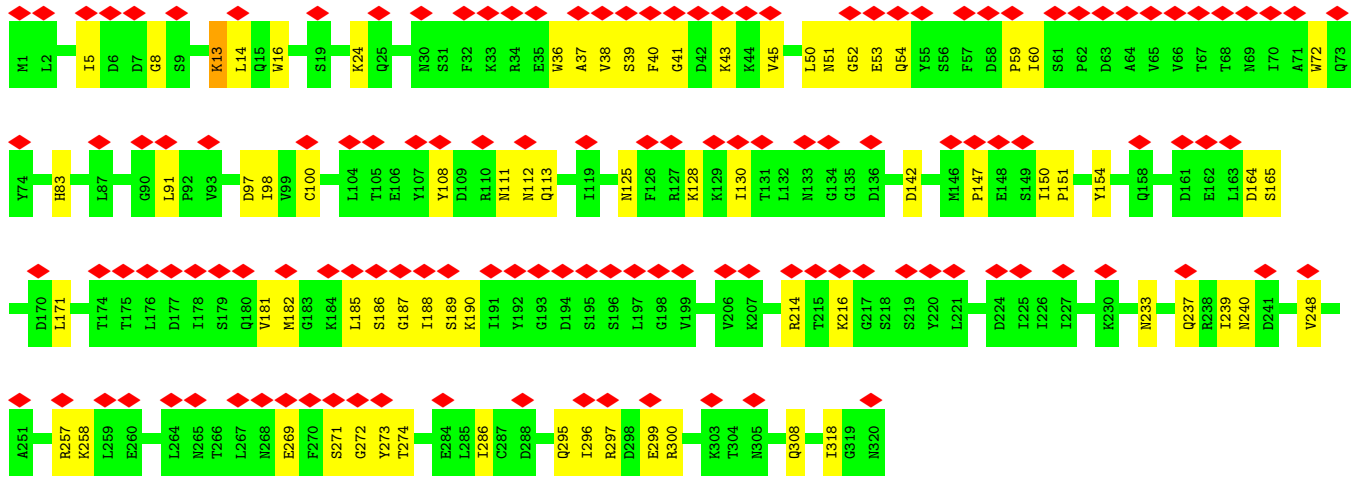 M1 L2 I5 D6 D7 G8 S9 K13 L14 Q15 W16 S19 K24 Q25 N30 S31 F32 K33 R34 E35 W36 A37 V38 S39 F40 G41 D42 K43 K44 V45 L50 N51 G52 E53 Q54 Y55 S56 F57 D58 P59 I60 S61 P62 D63 A64 V65 V66 T67 T68 N69 I70 A71 W72 Q73
Y74 H83 L87 G90 L91 P92 V93 D97 I98 V99 C100 L104 T105 E106 Y107 Y108 D109 R110 N111 N112 Q113 I119 N125 F126 R127 K128 K129 I130 T131 L132 N133 G134 G135 D136 D142 M146 P147 E148 S149 I150 P151 Y154 Q158 D161 E162 L163 D164 S165
D170 L171 T174 T175 L176 D177 I178 S179 Q180 V181 M182 G183 K184 L185 S186 G187 I188 S189 K190 I191 Y192 G193 D194 S195 S196 L197 G198 V199 V206 K207 R214 T215 K216 G217 S218 S219 Y220 L221 D224 I225 I226 I227 K230 N233 Q237 R238 I239 N240 D241 V248
A251 R257 K258 L259 E260 L264 N265 T266 L267 N268 E269 F270 S271 G272 Y273 T274 E284 L285 I286 C287 D288 Q295 I296 R297 D298 E299 R300 K303 T304 N305 Q308 I318 G319 N320